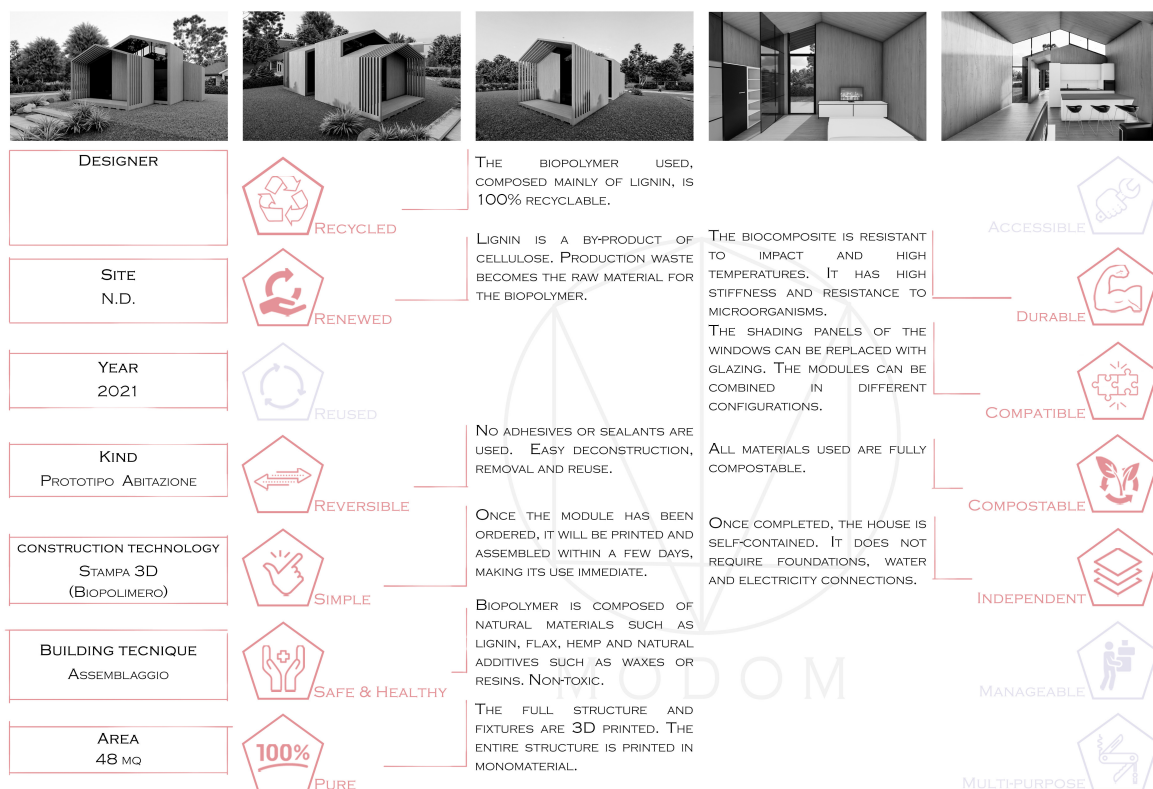 DESIGNER
SITE
N.D.
YEAR
2021
KIND
PROTOTIPO ABITAZIONE
CONSTRUCTION TECHNOLOGY
STAMPA 3D
(BIOPOLIMERO)
BUILDING TECNIQUE
ASSEMBLAGGIO
AREA
48 MQ
RECYCLED
THE BIOPOLYMER USED,
COMPOSED MAINLY OF LIGNIN, IS
100% RECYCLABLE.
RENEWED
LIGNIN IS A BY-PRODUCT OF
CELLULOSE. PRODUCTION WASTE
BECOMES THE RAW MATERIAL FOR
THE BIOPOLYMER.
REUSED
REVERSIBLE
NO ADHESIVES OR SEALANTS ARE
USED. EASY DECONSTRUCTION,
REMOVAL AND REUSE.
SIMPLE
ONCE THE MODULE HAS BEEN
ORDERED, IT WILL BE PRINTED AND
ASSEMBLED WITHIN A FEW DAYS,
MAKING ITS USE IMMEDIATE.
SAFE & HEALTHY
BIOPOLYMER IS COMPOSED OF
NATURAL MATERIALS SUCH AS
LIGNIN, FLAX, HEMP AND NATURAL
ADDITIVES SUCH AS WAXES OR
RESINS. NON-TOXIC.
100%
PURE
THE FULL STRUCTURE AND
FIXTURES ARE 3D PRINTED. THE
ENTIRE STRUCTURE IS PRINTED IN
MONOMATERIAL.
ACCESSIBLE
THE BIOCOMPOSITE IS RESISTANT
TO IMPACT AND HIGH
TEMPERATURES. IT HAS HIGH
STIFFNESS AND RESISTANCE TO
MICROORGANISMS.
DURABLE
THE SHADING PANELS OF THE
WINDOWS CAN BE REPLACED WITH
GLAZING. THE MODULES CAN BE
COMBINED IN DIFFERENT
CONFIGURATIONS.
COMPATIBLE
ALL MATERIALS USED ARE FULLY
COMPOSTABLE.
COMPOSTABLE
ONCE COMPLETED, THE HOUSE IS
SELF-CONTAINED. IT DOES NOT
REQUIRE FOUNDATIONS, WATER
AND ELECTRICITY CONNECTIONS.
INDEPENDENT
MANAGEABLE
MULTI-PURPOSE
MODOM